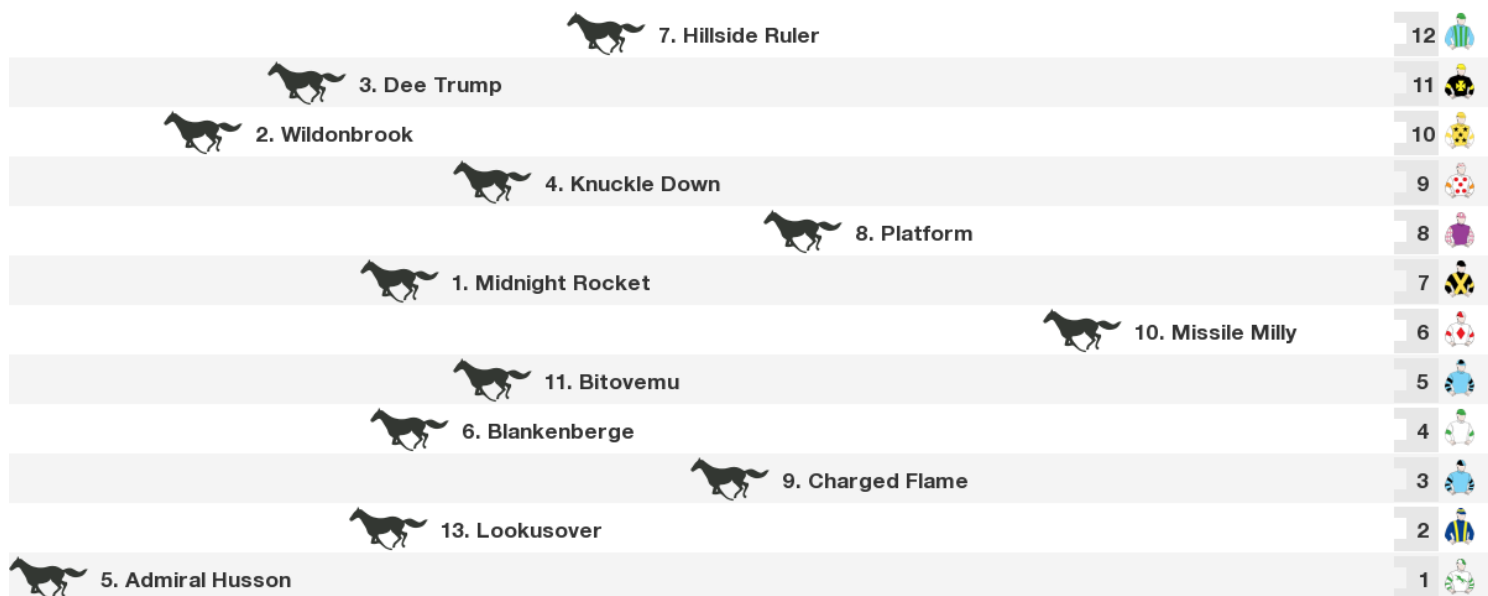 7. Hillside Ruler 12
3. Dee Trump 11
2. Wildonbrook 10
4. Knuckle Down 9
8. Platform 8
1. Midnight Rocket 7
10. Missile Milly 6
11. Bitovemu 5
6. Blankenberge 4
9. Charged Flame 3
13. Lookusover 2
5. Admiral Husson 1